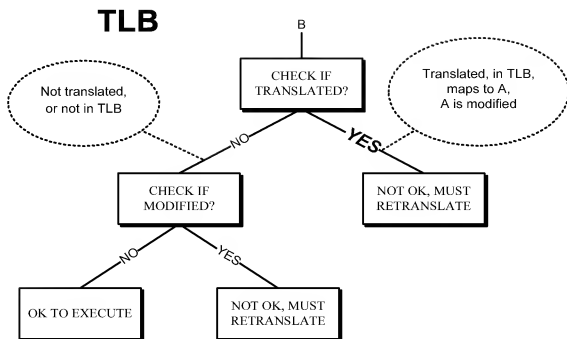 TLB
B
CHECK IF
TRANSLATED?
Not translated,
or not in TLB
Translated, in TLB,
maps to A,
A is modified
NO
YES
CHECK IF
MODIFIED?
NOT OK, MUST
RETRANSLATE
NO
YES
OK TO EXECUTE
NOT OK, MUST
RETRANSLATE